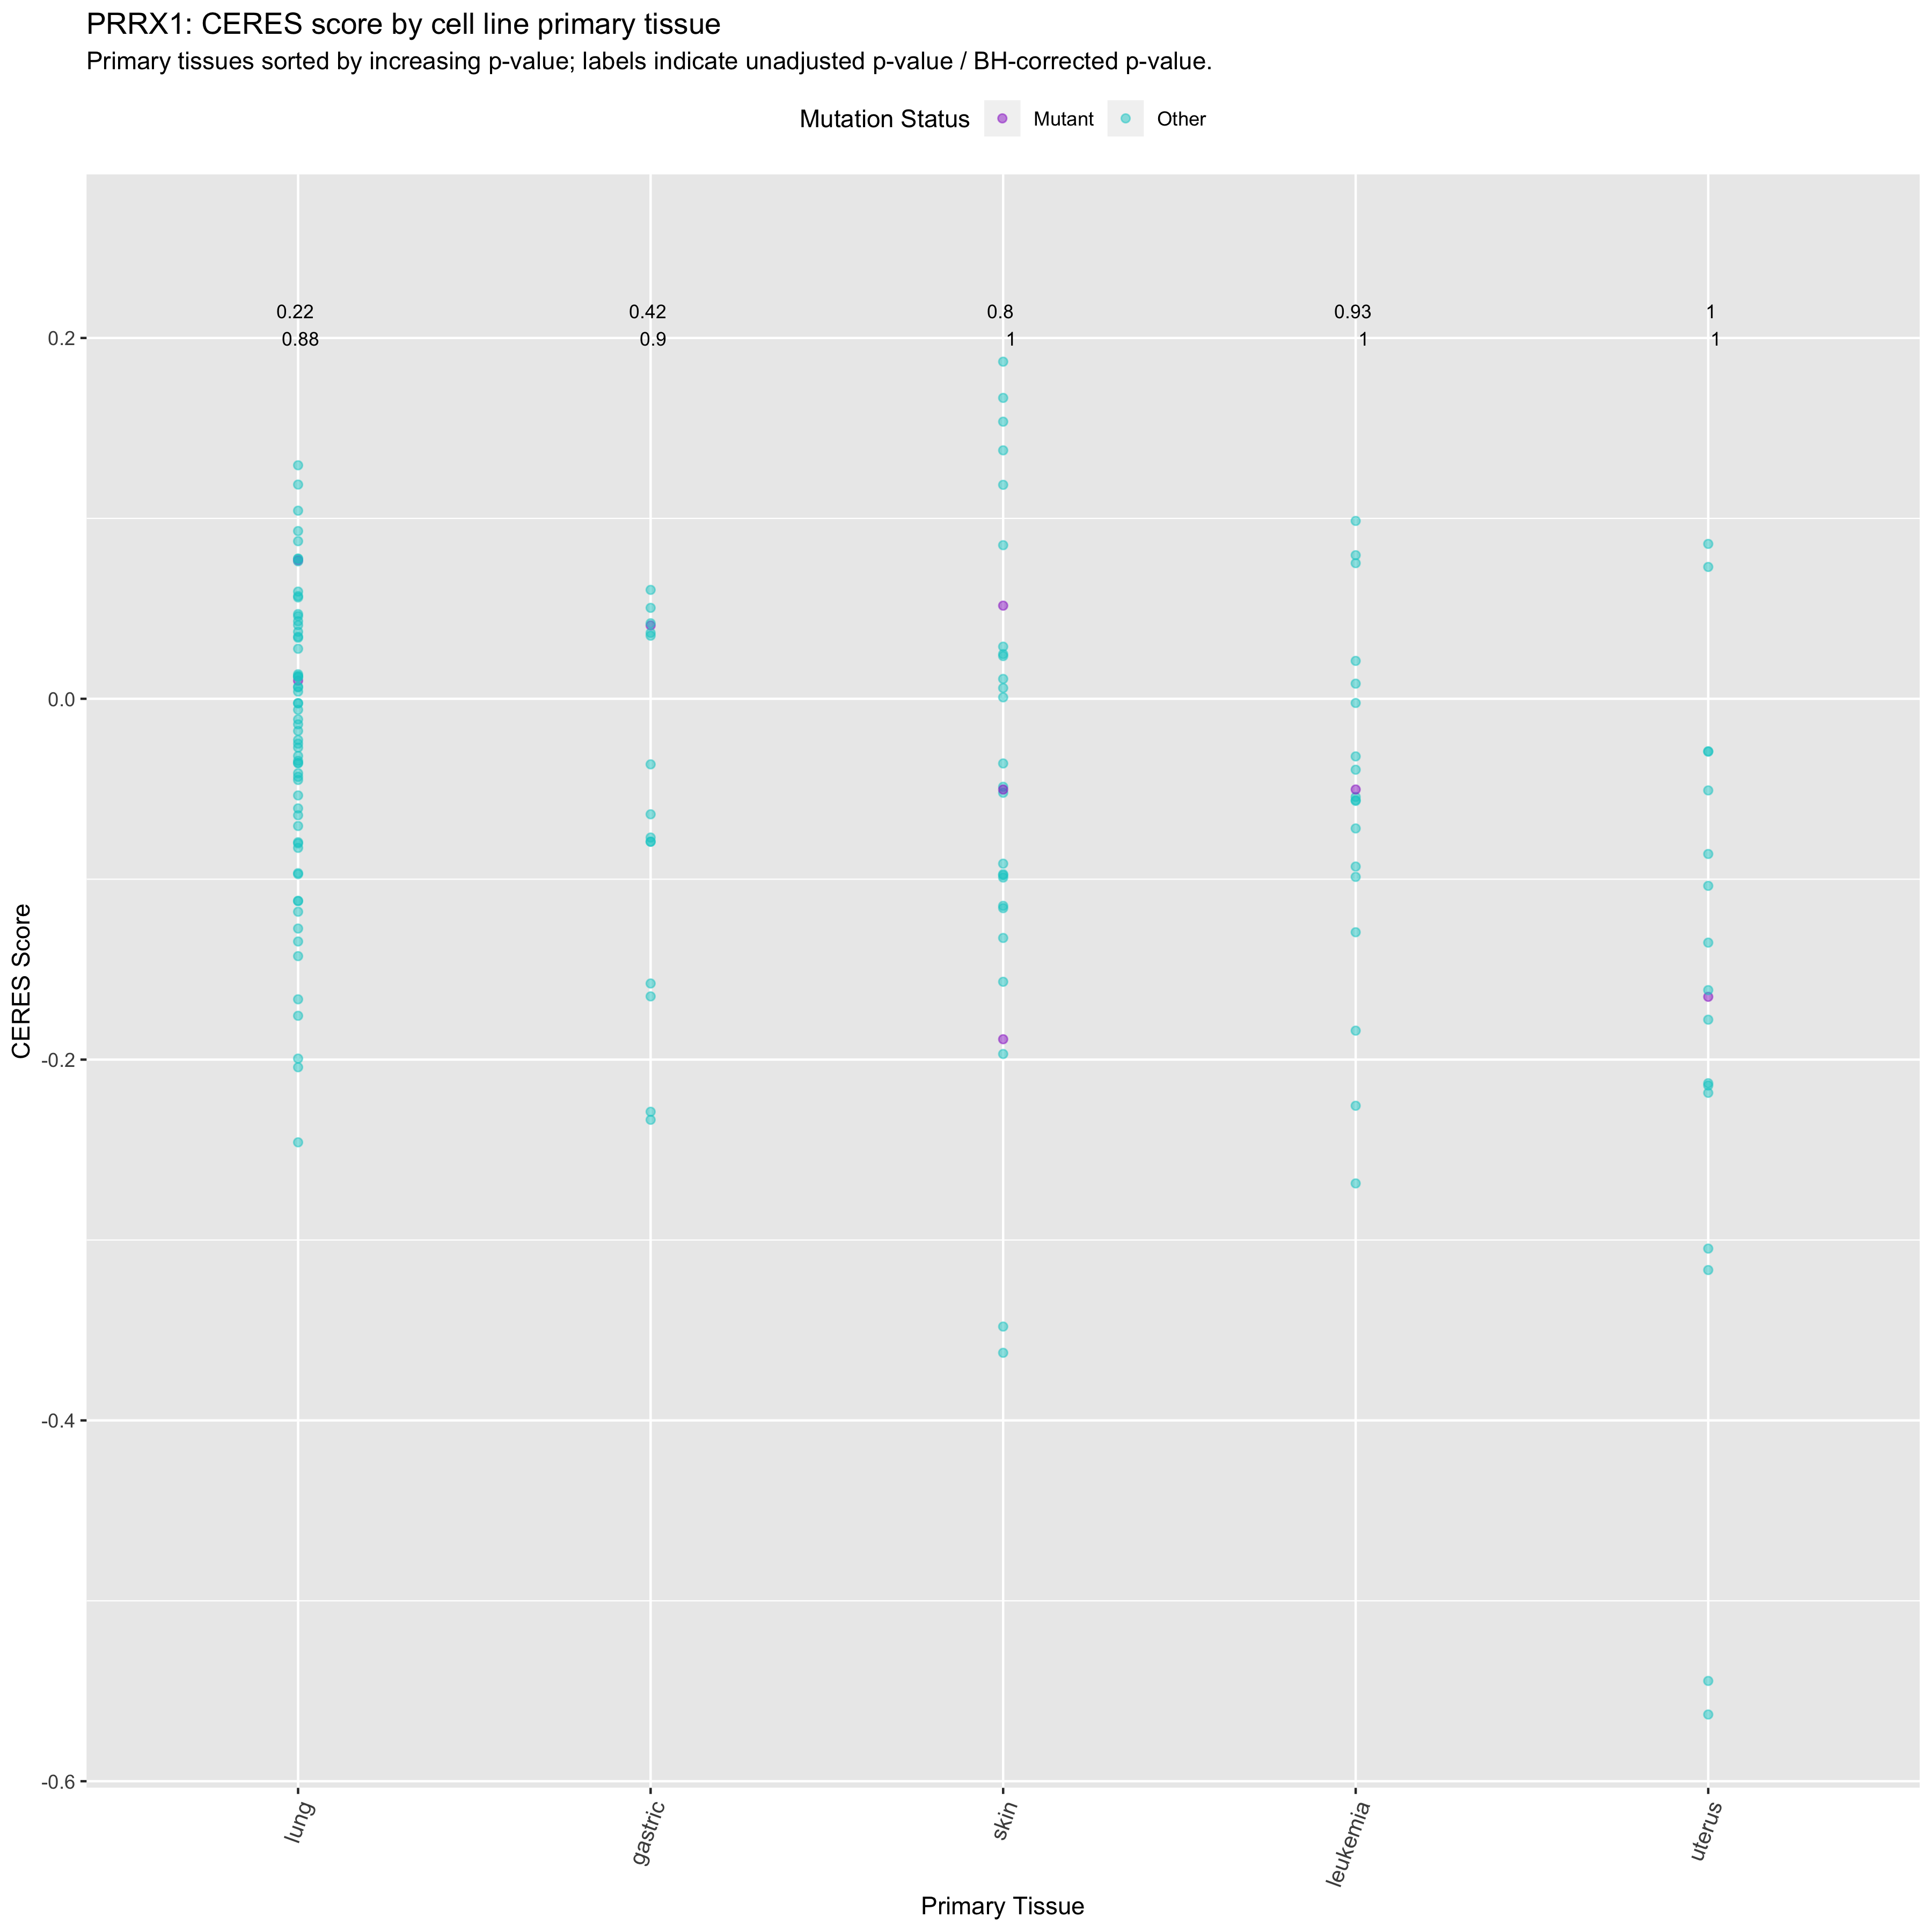 PRRX1: CERES score by cell line primary tissue
Primary tissues sorted by increasing p-value; labels indicate unadjusted p-value / BH-corrected p-value.
Mutation Status Mutant Other
0.22 0.42 0.8 0.93 1
0.88 0.9 1 1 1
0.2
0.0
-0.2
-0.4
-0.6
CERES Score
lung gastric skin leukemia uterus
Primary Tissue